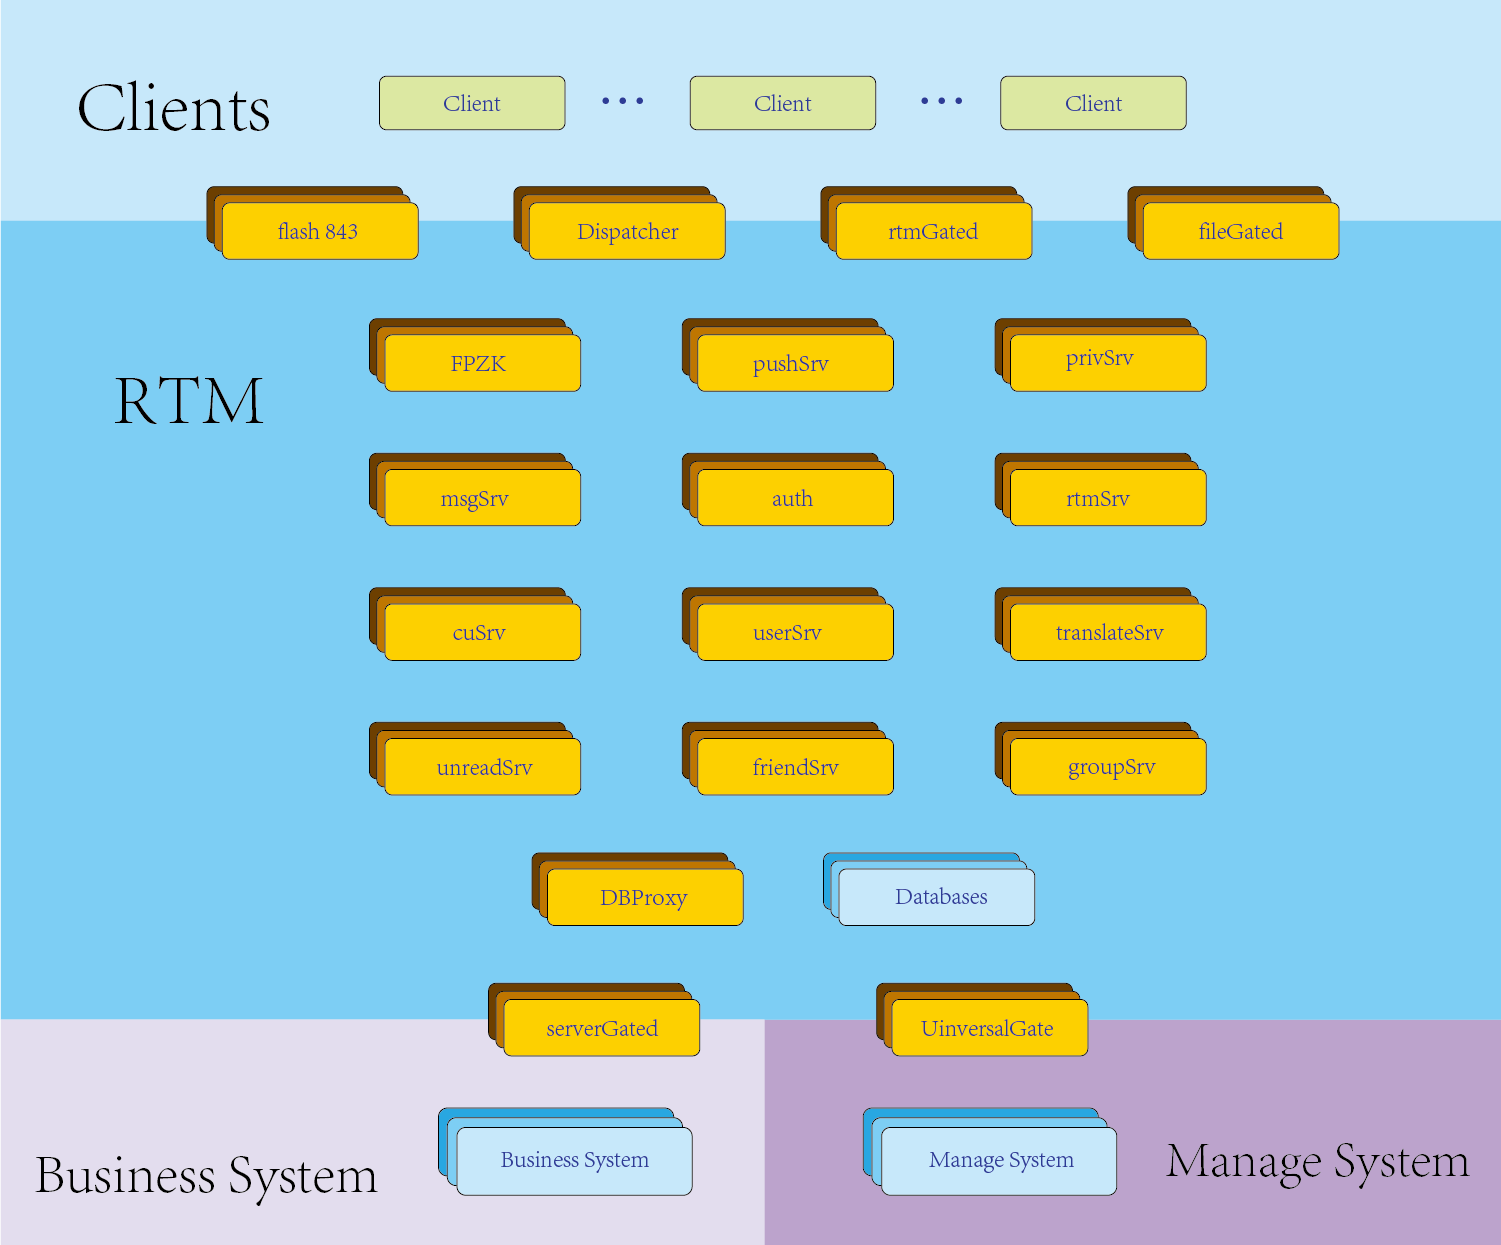 Clients
Client
...
Client
...
Client
flash 843
Dispatcher
rtmGated
fileGated
RTM
FPZK
pushSrv
privSrv
msgSrv
auth
rtmSrv
cuSrv
userSrv
translateSrv
unreadSrv
friendSrv
groupSrv
DBProxy
Databases
serverGated
UinversalGate
Business System
Business System
Manage System
Manage System